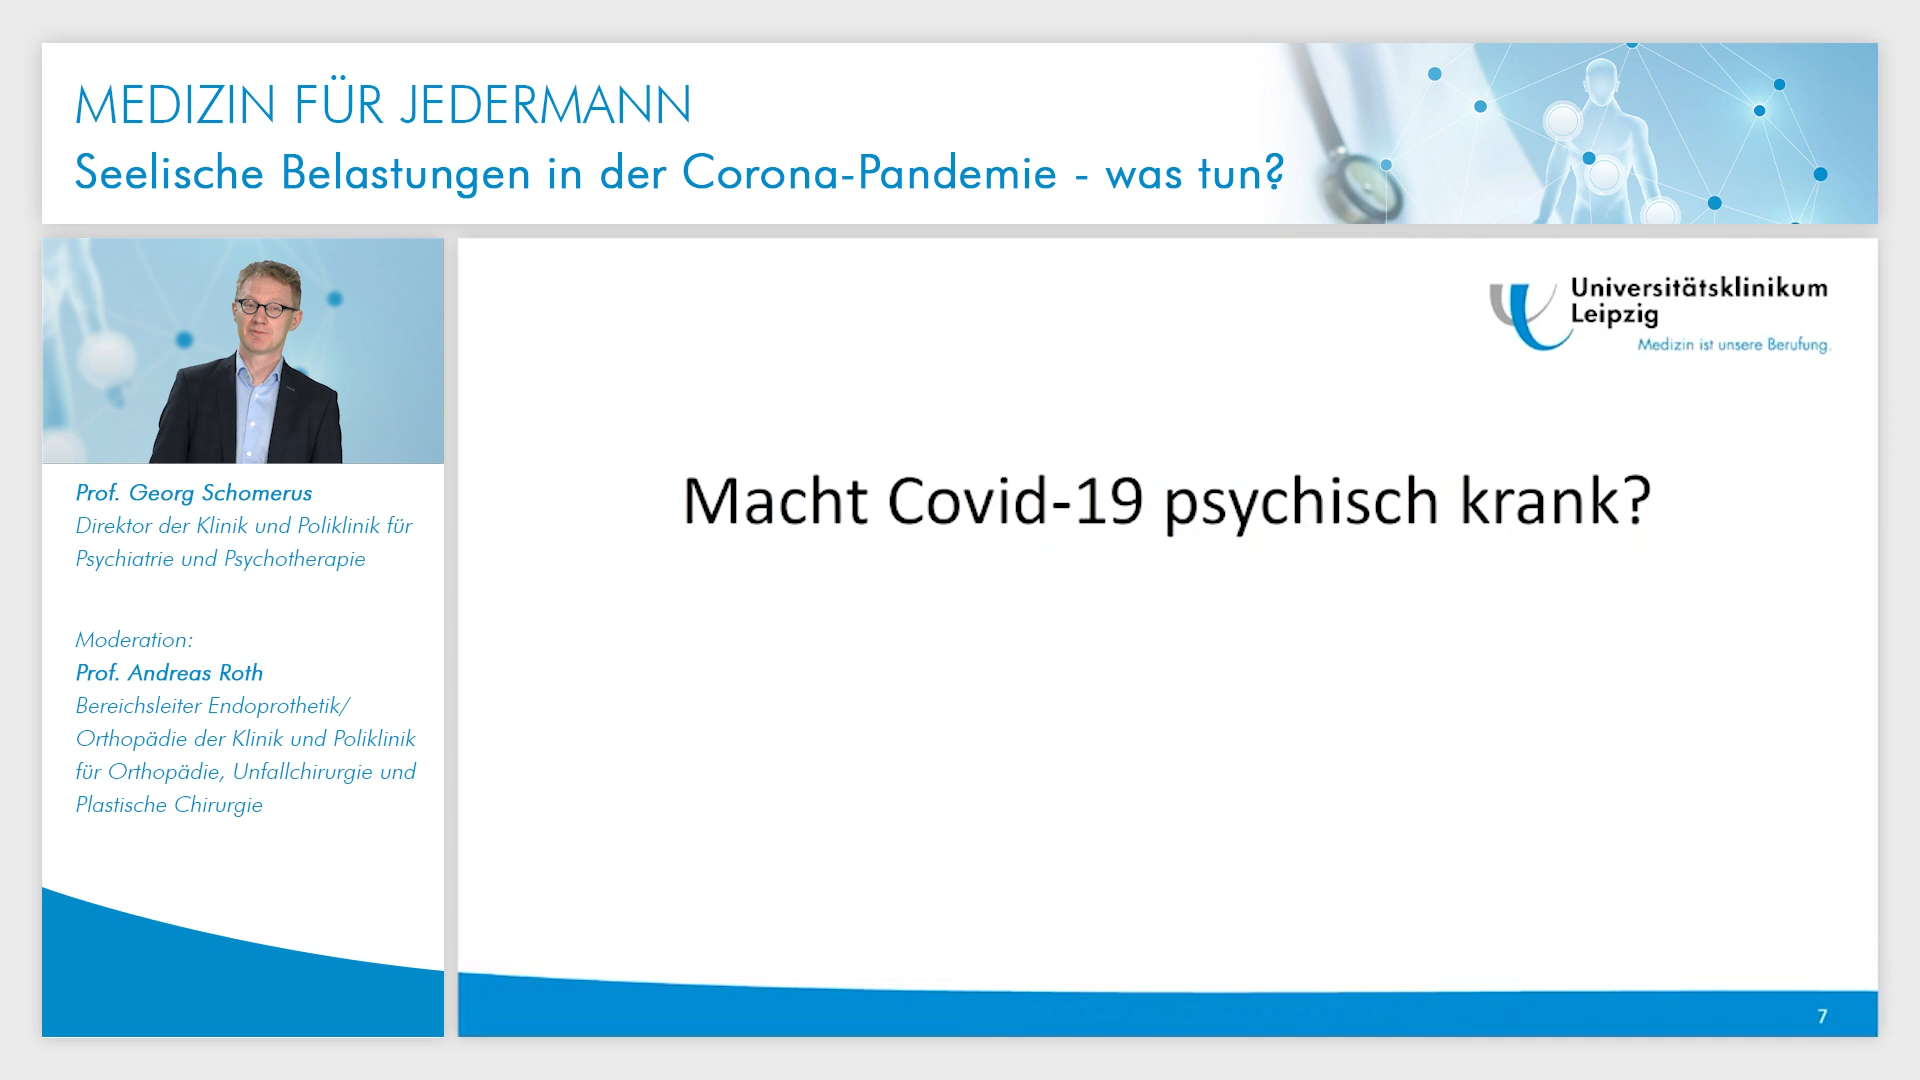 MEDIZIN FÜR JEDERMANN
Seelische Belastungen in der Corona-Pandemie - was tun?
Prof. Georg Schomerus
Direktor der Klinik und Poliklinik für
Psychiatrie und Psychotherapie
Moderation:
Prof. Andreas Roth
Bereichsleiter Endoprothetik/
Orthopädie der Klinik und Poliklinik
für Orthopädie, Unfallchirurgie und
Plastische Chirurgie
Universitätsklinikum
Leipzig
Medizin ist unsere Berufung.
Macht Covid-19 psychisch krank?
7